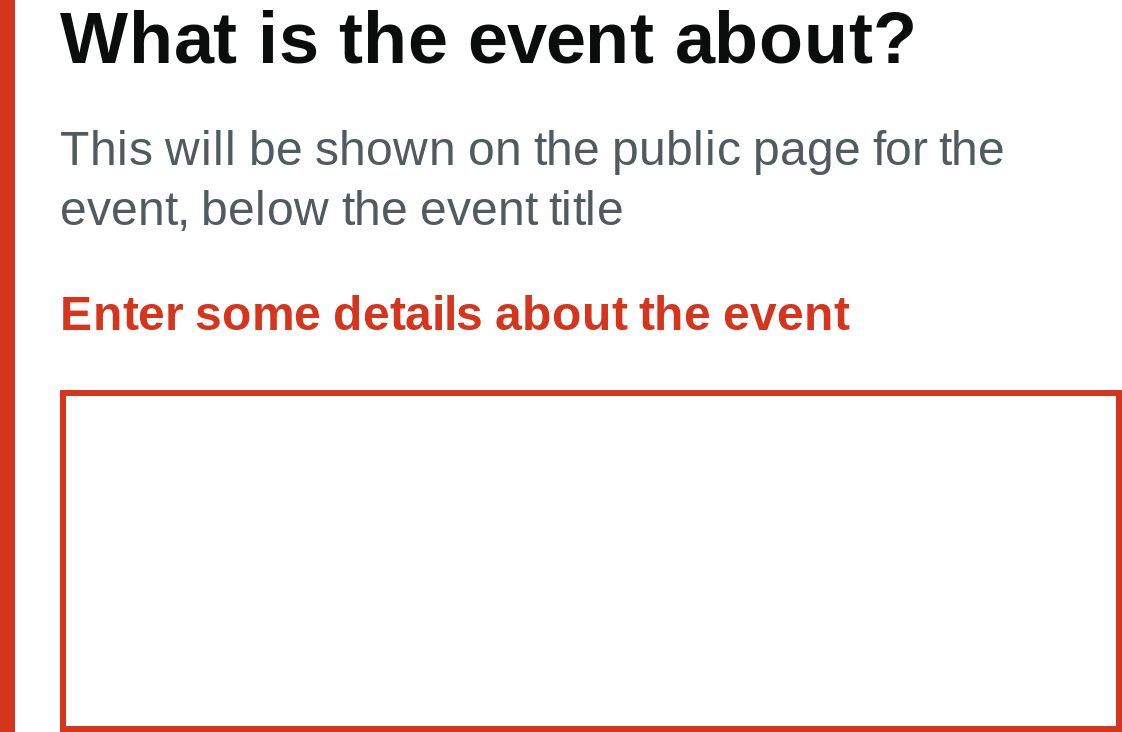 What is the event about?
This will be shown on the public page for the
event, below the event title
Enter some details about the event